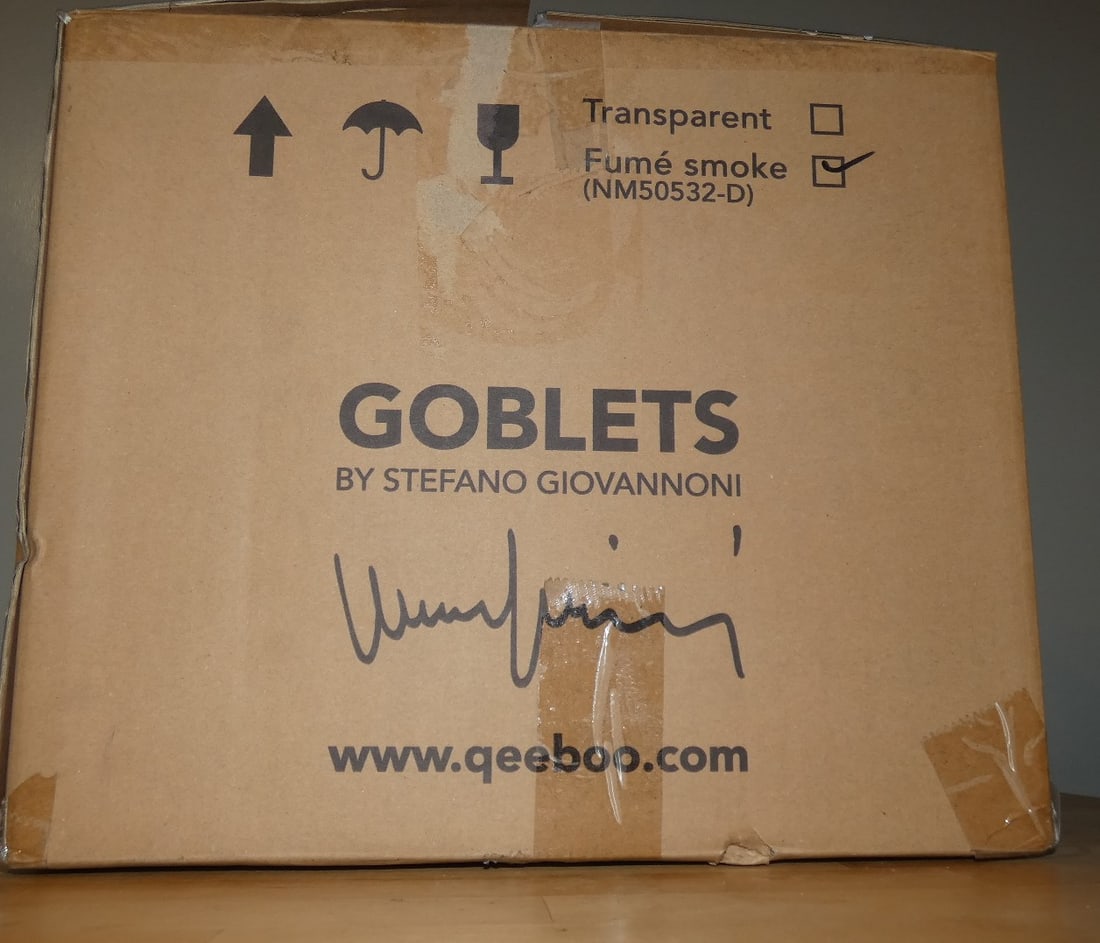 Transparent
Fumé smoke
(NM50532-D)
GOBLETS
BY STEFANO GIOVANNONI
www.qeeboo.com